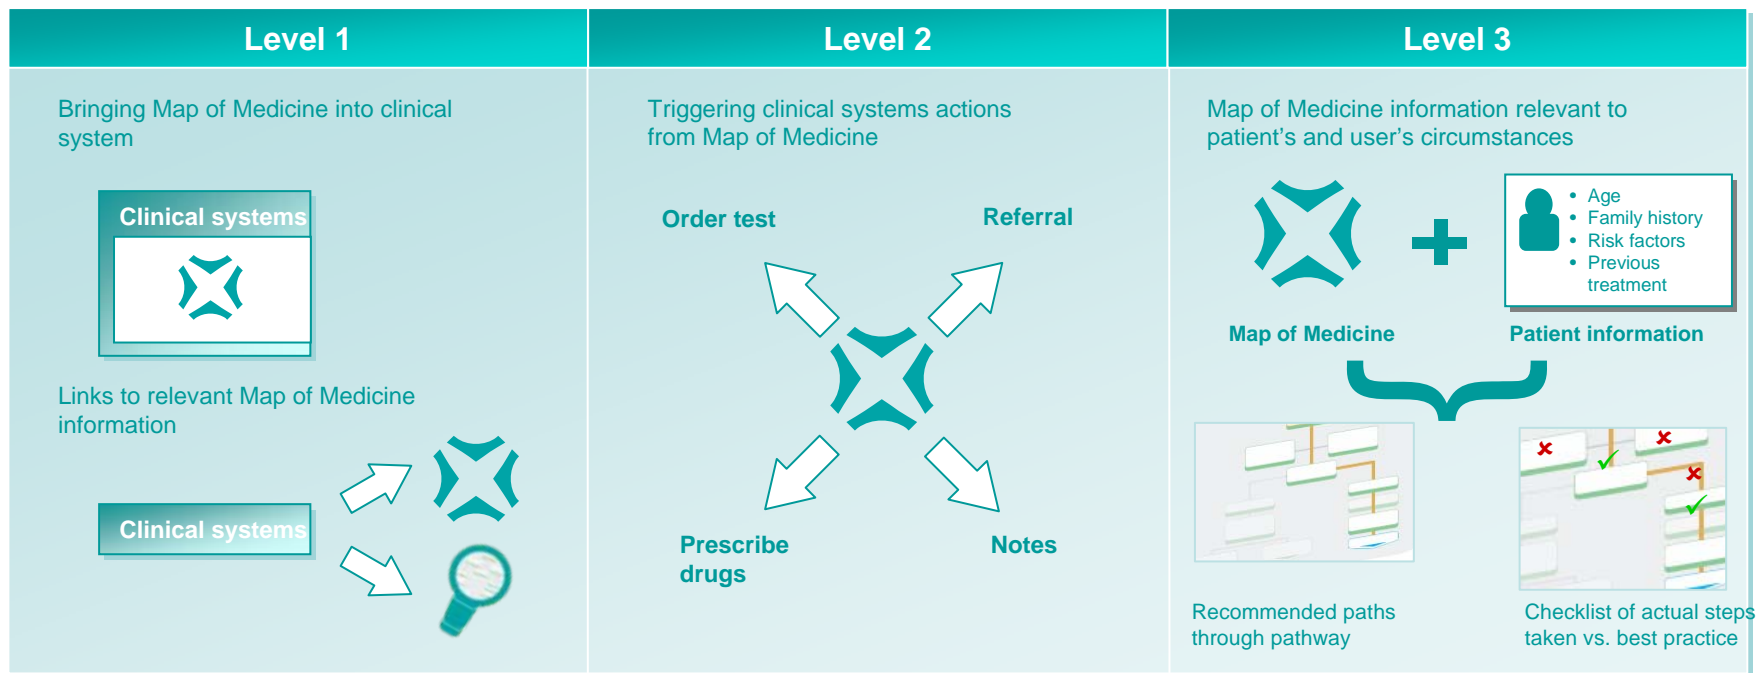 Level 1
Bringing Map of Medicine into clinical
system
Clinical systems
Links to relevant Map of Medicine
information
Clinical systems
Level 2
Triggering clinical systems actions
from Map of Medicine
Order test
Referral
Prescribe
drugs
Notes
Level 3
Map of Medicine information relevant to
patient’s and user’s circumstances
• Age
• Family history
• Risk factors
• Previous
treatment
Map of Medicine
Patient information
Recommended paths
through pathway
Checklist of actual steps
taken vs. best practice